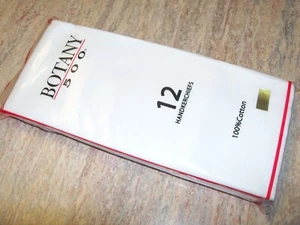 BOTANY
500®
12
HANDKERCHIEFS
100%Cotton